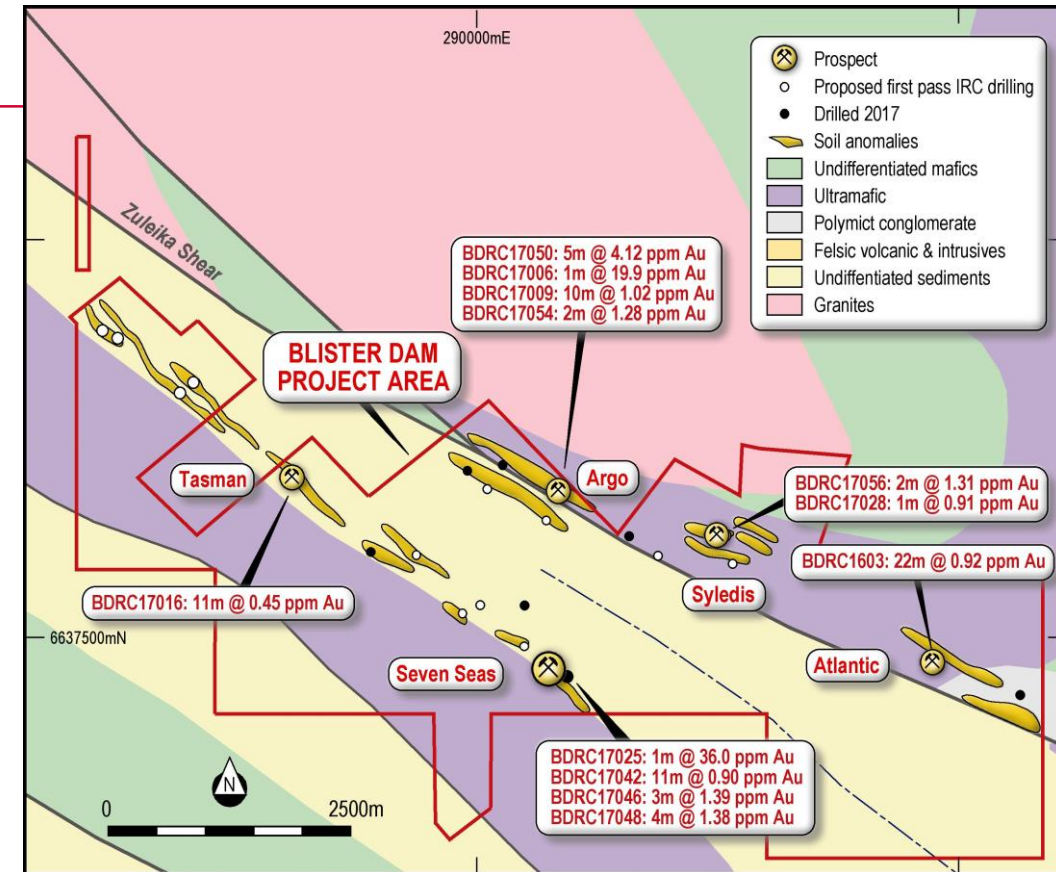 290000mE
Prospect
Proposed first pass IRC drilling
Drilled 2017
Soil anomalies
Undifferentiated mafics
Ultramafic
Polymict conglomerate
Felsic volcanic & intrusives
Undiffentiated sediments
Granites
Zuleika Shear
BDRC17050: 5m @ 4.12 ppm Au
BDRC17006: 1m @ 19.9 ppm Au
BDRC17009: 10m @ 1.02 ppm Au
BDRC17054: 2m @ 1.28 ppm Au
BLISTER DAM
PROJECT AREA
Tasman
Argo
BDRC17056: 2m @ 1.31 ppm Au
BDRC17028: 1m @ 0.91 ppm Au
BDRC1603: 22m @ 0.92 ppm Au
BDRC17016: 11m @ 0.45 ppm Au
Syledis
6637500mN
Seven Seas
Atlantic
BDRC17025: 1m @ 36.0 ppm Au
BDRC17042: 11m @ 0.90 ppm Au
BDRC17046: 3m @ 1.39 ppm Au
BDRC17048: 4m @ 1.38 ppm Au
N
0 2500m